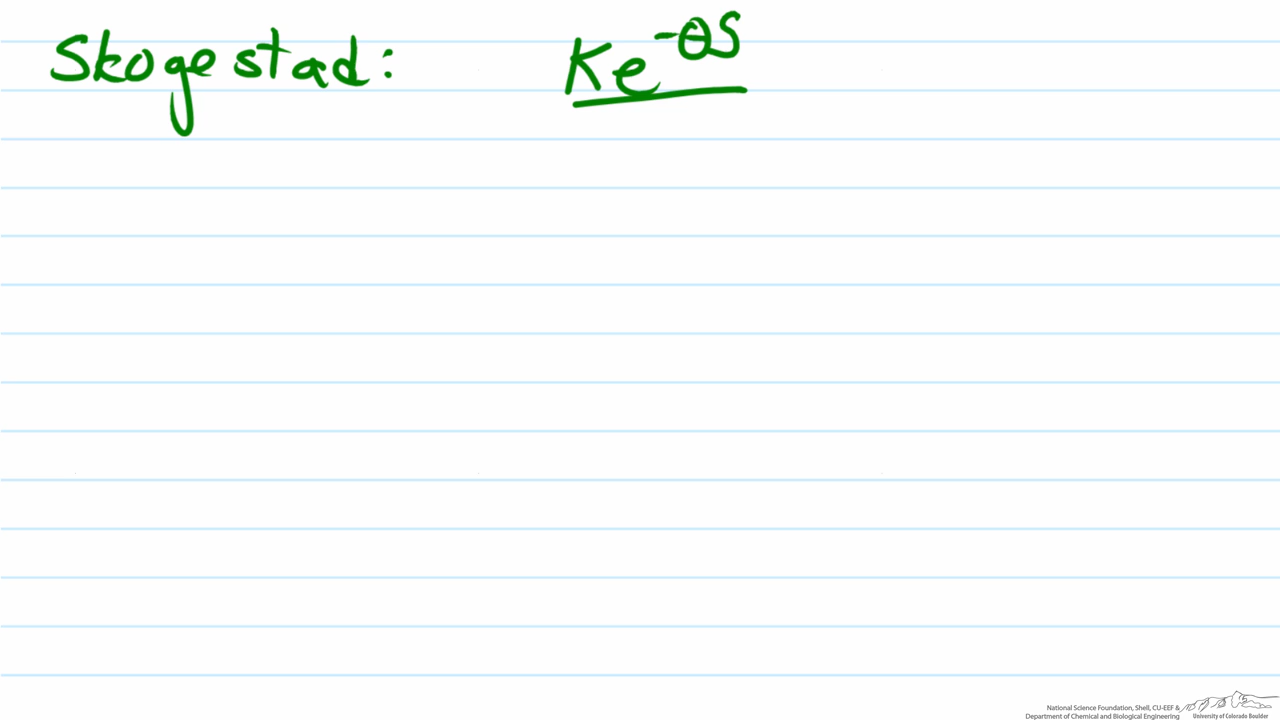 Skogestad: Ke^{-θS}
National Science Foundation, Shell, CU-EEF &
Department of Chemical and Biological Engineering
University of Colorado Boulder